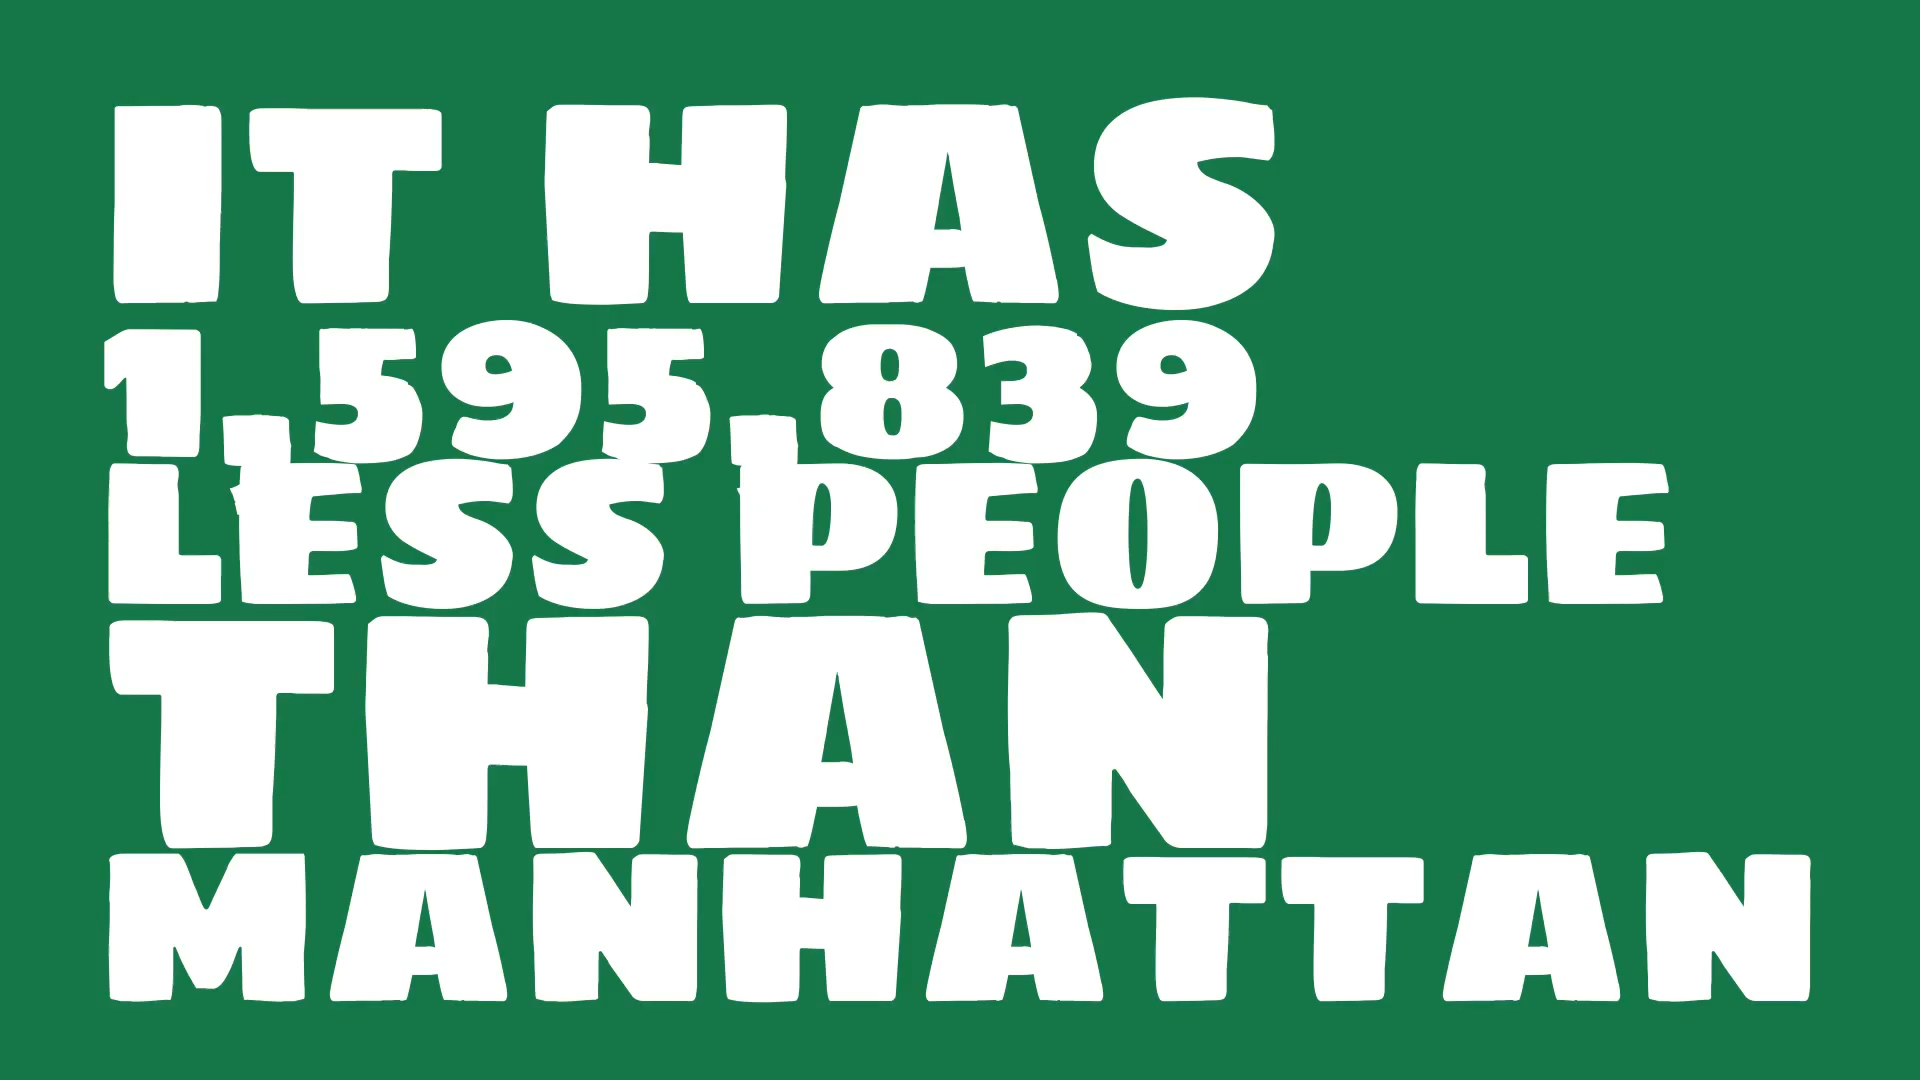 IT HAS
1,595,839
LESS PEOPLE
THAN
MANHATTAN